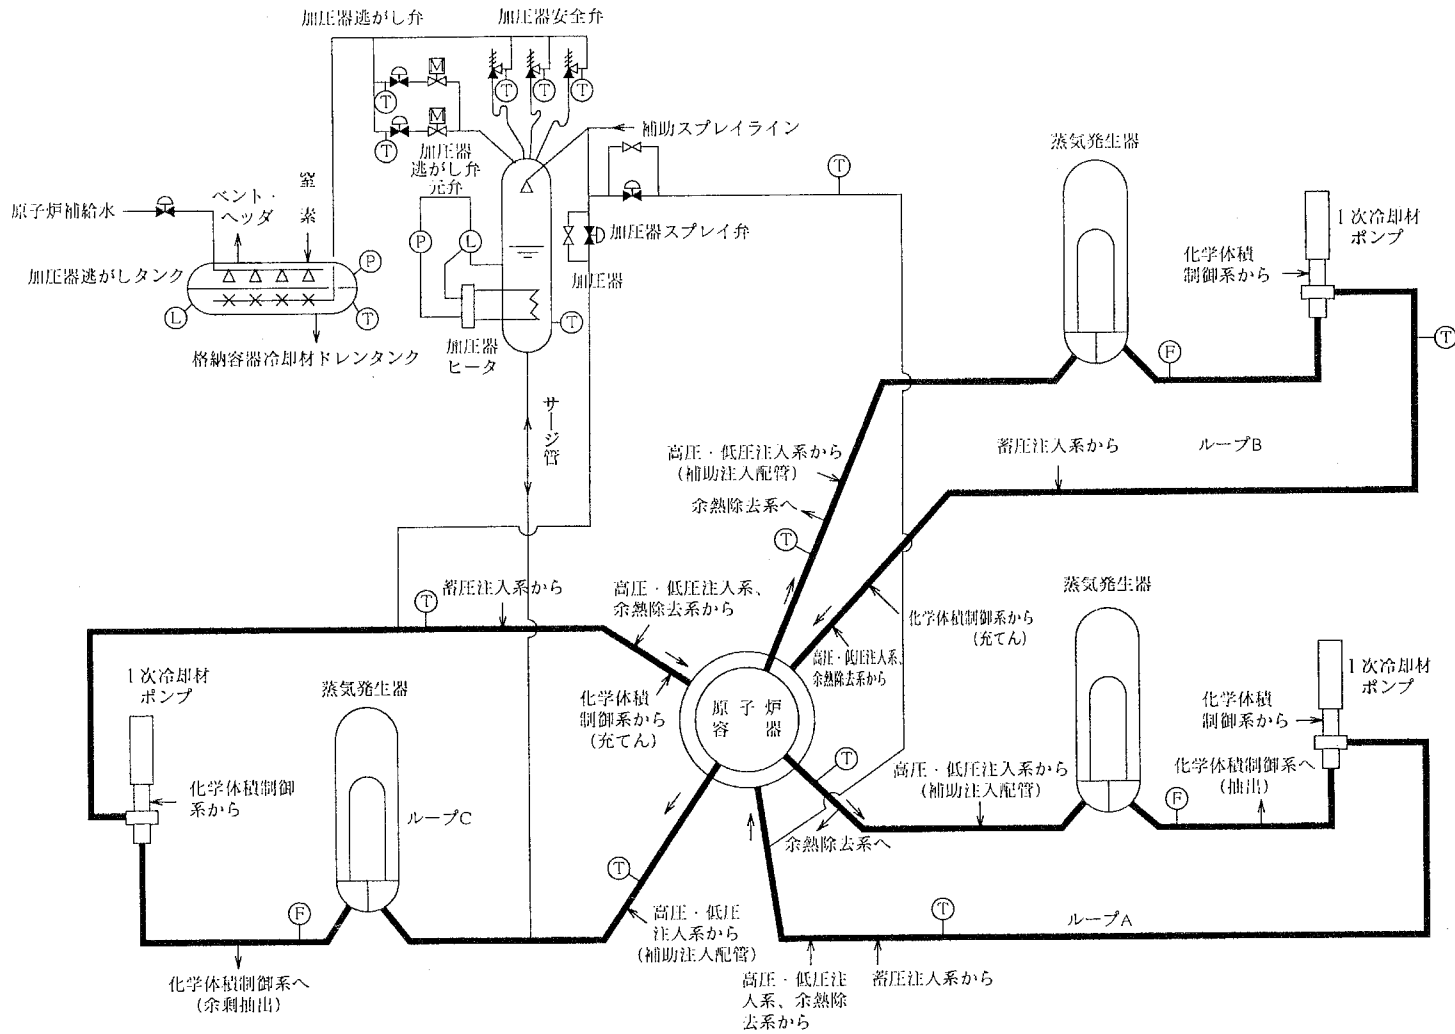 加圧器逃がし弁
加圧器安全弁
M
T
T
T
T
M
T
補助スプレイライン
加圧器
逃がし弁
元弁
T
蒸気発生器
1次冷却材
ポンプ
原子炉補給水
ベント・
ヘッダ
窒
素
P
L
加圧器スプレイ弁
加圧器
化学体積
制御系から
加圧器逃がしタンク
P
L
T
T
T
格納容器冷却材ドレンタンク
加圧器
ヒータ
F
サージ管
高圧・低圧注入系から
(補助注入配管)
蓄圧注入系から
ループB
余熱除去系へ
T
蓄圧注入系から
T
高圧・低圧注入系、
余熱除去系から
化学体積制御系から
(充てん)
高圧・低圧注入系、
余熱除去系から
蒸気発生器
1次冷却材
ポンプ
蒸気発生器
化学体積
制御系から
(充てん)
原子炉
容器
1次冷却材
ポンプ
化学体積
制御系から
T
高圧・低圧注入系から
(補助注入配管)
化学体積制御系へ
(抽出)
化学体積制御
系から
ループC
F
余熱除去系へ
T
F
高圧・低圧
注入系から
(補助注入配管)
T
ループA
化学体積制御系へ
(余剰抽出)
高圧・低圧注
入系、余熱除
去系から
蓄圧注入系から